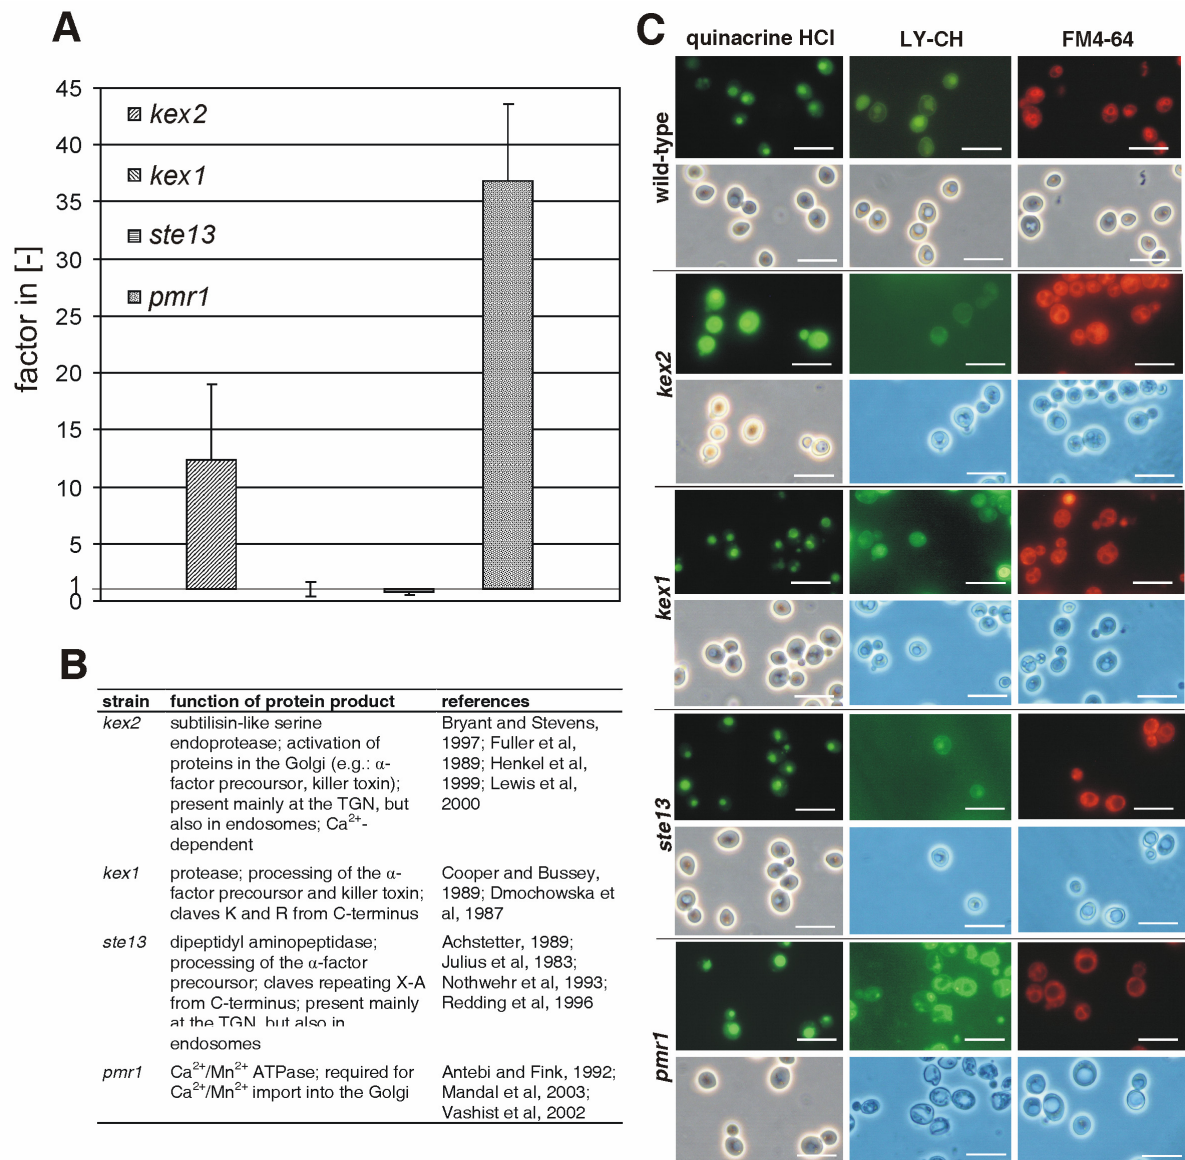 A
45
40
35
30
25
20
15
10
5
1
0
factor in [-]
kex2
kex1
ste13
pmr1
B
strain function of protein product references
kex2 subtilisin-like serine Bryant and Stevens,
endoprotease; activation of 1997; Fuller et al,
proteins in the Golgi (e.g.: α- 1989; Henkel et al,
factor precoursor, killer toxin); 1999; Lewis et al,
present mainly at the TGN, but 2000
also in endosomes; Ca2+-
dependent
kex1 protease; processing of the α- Cooper and Bussey,
factor precoursor and killer toxin; 1989; Dmochowska et
claves K and R from C-terminus al, 1987
ste13 dipeptidyl aminopeptidase; Achstetter, 1989;
processing of the α-factor Julius et al, 1983;
precoursor; claves repeating X-A Nothwehr et al, 1993;
from C-terminus; present mainly Redding et al, 1996
at the TGN, but also in
endosomes
pmr1 Ca2+/Mn2+ ATPase; required for Antebi and Fink, 1992;
Ca2+/Mn2+ import into the Golgi Mandal et al, 2003;
Vashist et al, 2002
C
quinacrine HCl LY-CH FM4-64
wild-type
kex2
kex1
ste13
pmr1